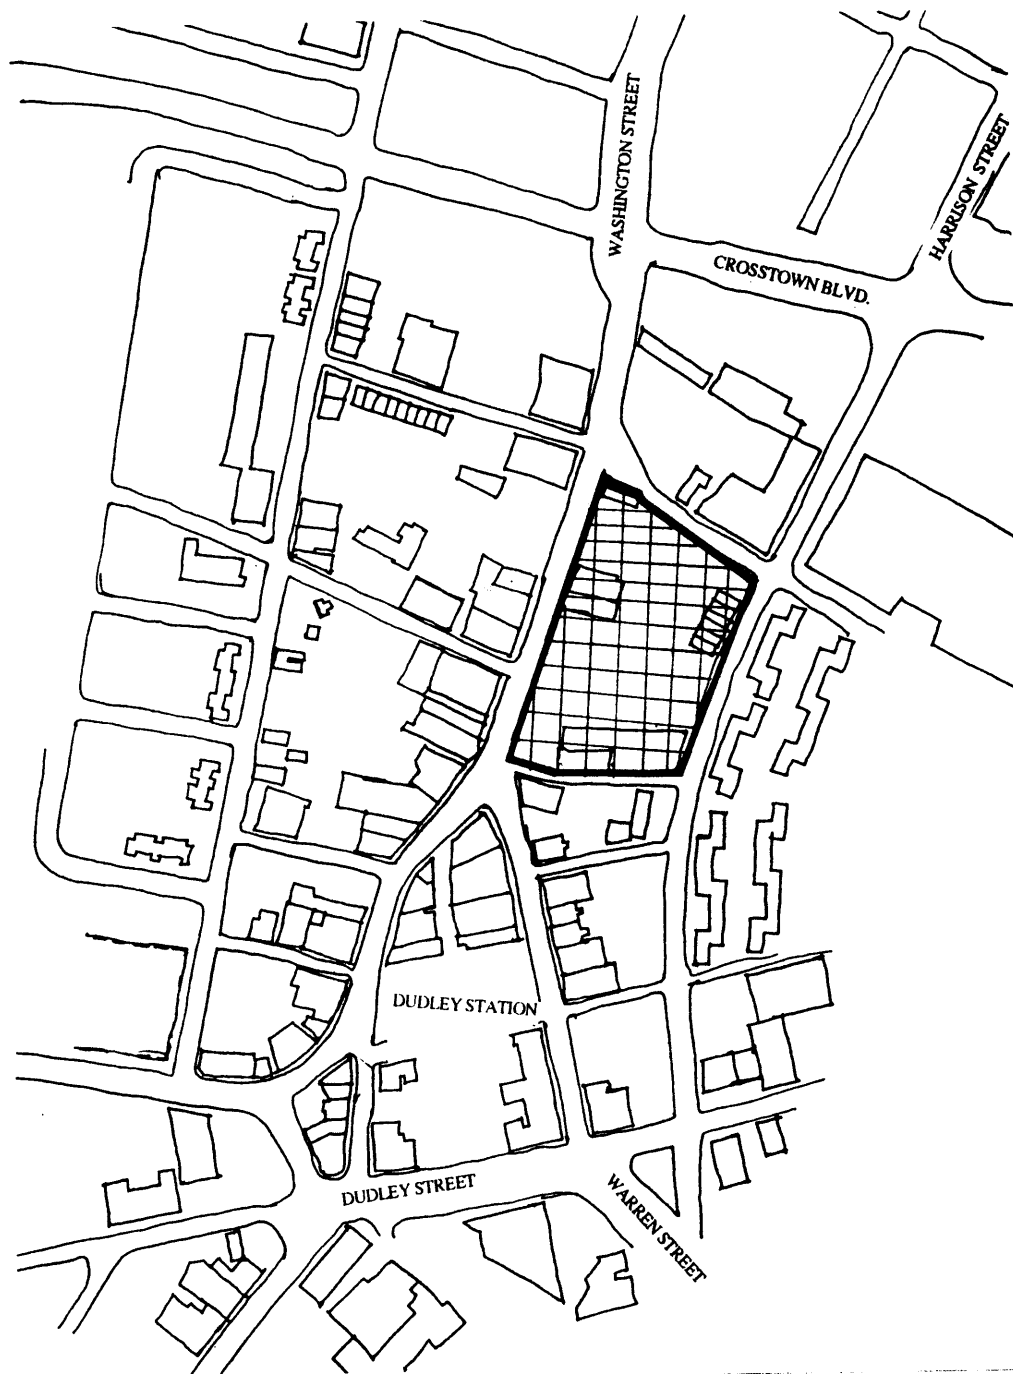 WASHINGTON STREET
HARRISON STREET
CROSSTOWN BLVD.
DUDLEY STATION
DUDLEY STREET
WARREN STREET